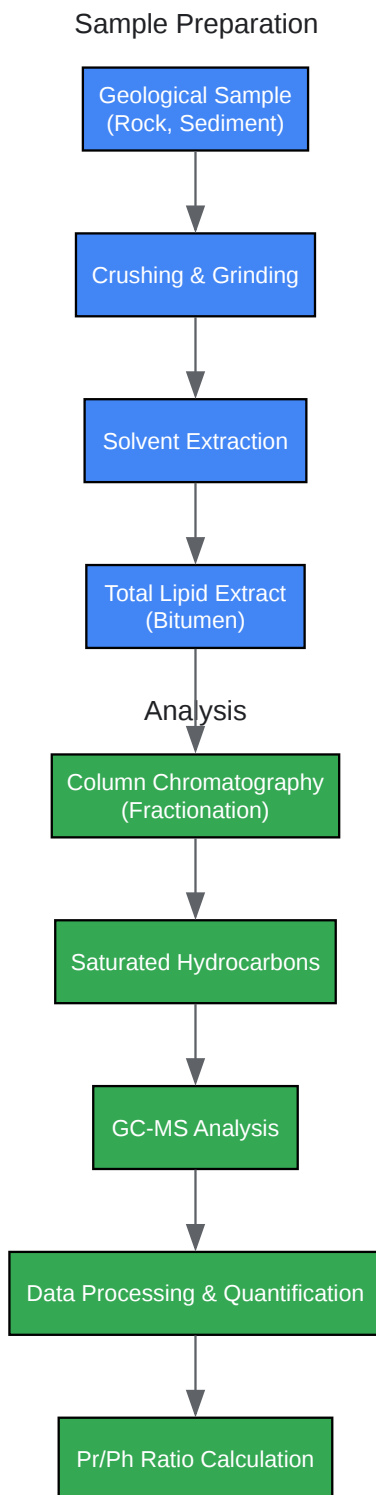 Sample Preparation
Geological Sample
(Rock, Sediment)
Crushing & Grinding
Solvent Extraction
Total Lipid Extract
(Bitumen)
Analysis
Column Chromatography
(Fractionation)
Saturated Hydrocarbons
GC-MS Analysis
Data Processing & Quantification
Pr/Ph Ratio Calculation